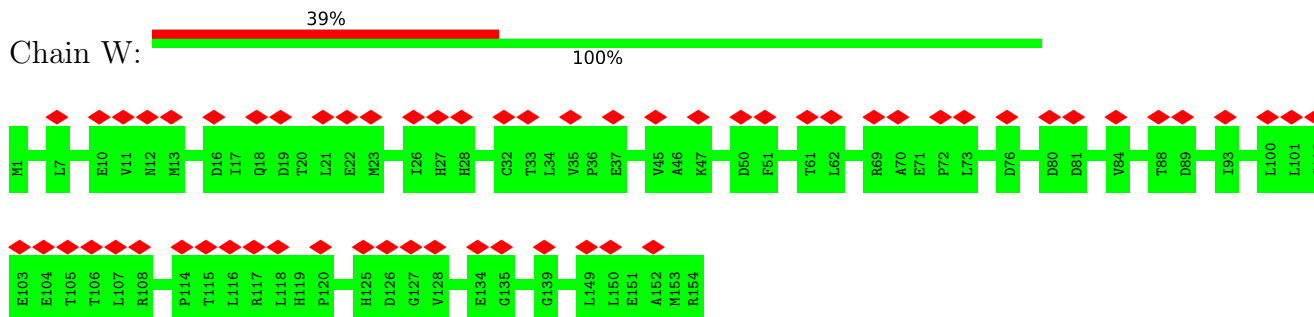 39%
Chain W:
100%
M1 L7 E10 V11 N12 M13 D16 I17 Q18 D19 T20 L21 E22 M23 I26 H27 H28 C32 T33 L34 V35 P36 E37 V45 A46 K47 D50 F51 T61 L62 R69 A70 E71 P72 L73 D76 D80 D81 V84 T88 D89 I93 L100 L101
E103 E104 T105 T106 L107 R108 P114 T115 L116 R117 L118 H119 P120 H125 D126 G127 V128 E134 G135 G139 L149 L150 E151 A152 M153 R154